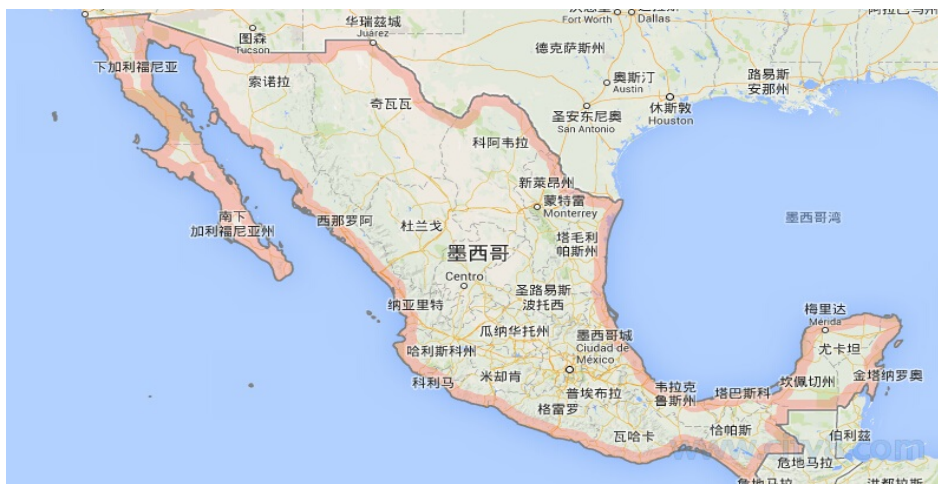 华瑞兹城
Juárez
Fort Worth
Dallas
图森
Tucson
德克萨斯州
下加利福尼亚
索诺拉
奇瓦瓦
奥斯汀
Austin
路易斯
安那州
休斯敦
Houston
圣安东尼奥
San Antonio
科阿韦拉
新莱昂州
蒙特雷
Monterrey
南下
加利福尼亚州
西那罗阿
杜兰戈
塔毛利
帕斯州
墨西哥湾
墨西哥
Centro
圣路易斯
波托西
纳亚里特
瓜纳华托州
墨西哥城
Ciudad de
México
梅里达
Mérida
尤卡坦
哈利斯科州
科利马
米却肯
普埃布拉
韦拉克
鲁斯州
塔巴斯科
坎佩切州
金塔纳罗奥
格雷罗
瓦哈卡
恰帕斯
伯利兹
危地马拉
危地马拉
洪都拉斯